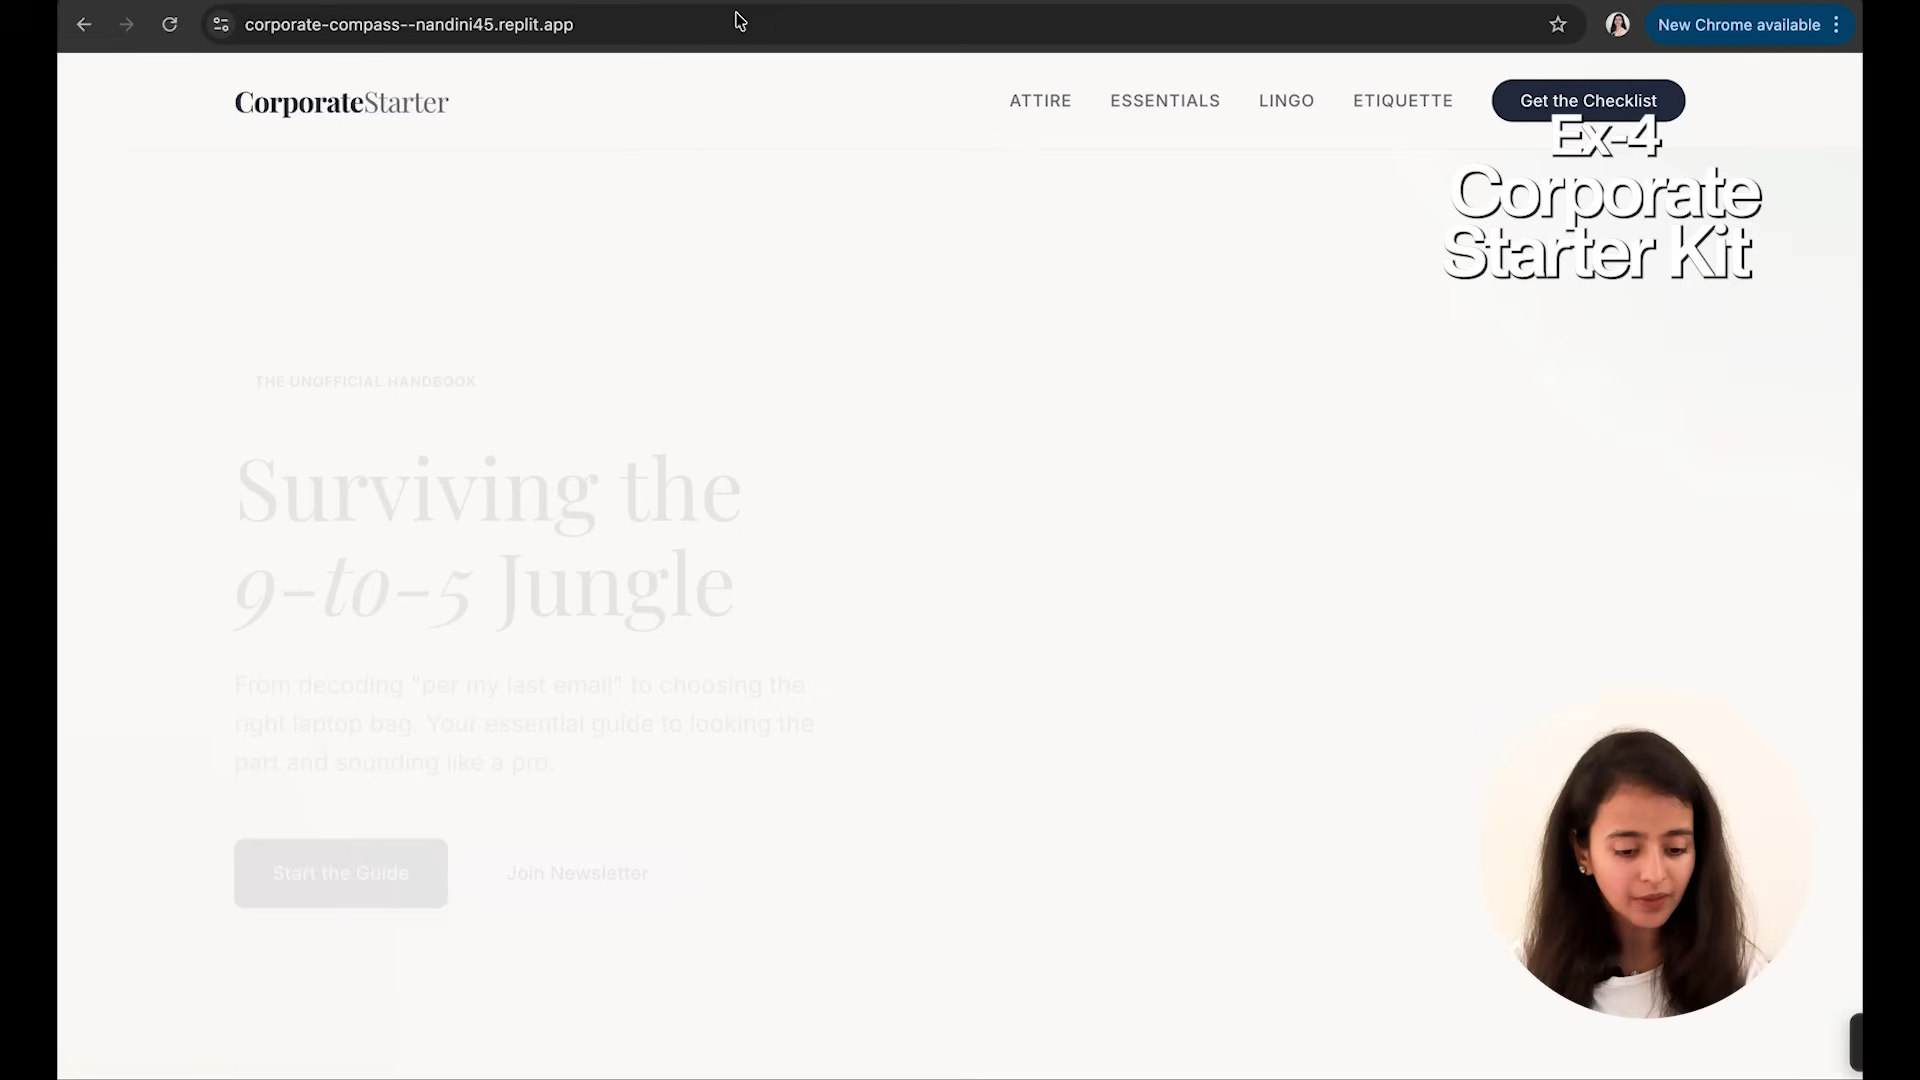 corporate-compass--nandini45.replit.app
New Chrome available
CorporateStarter
ATTIRE
ESSENTIALS
LINGO
ETIQUETTE
Get the Checklist
Ex-4
Corporate
Starter Kit
THE UNOFFICIAL HANDBOOK
Surviving the
9-to-5 Jungle
From decoding "per my last email" to choosing the
right laptop bag. Your essential guide to looking the
part and sounding like a pro.
Start the Guide
Join Newsletter